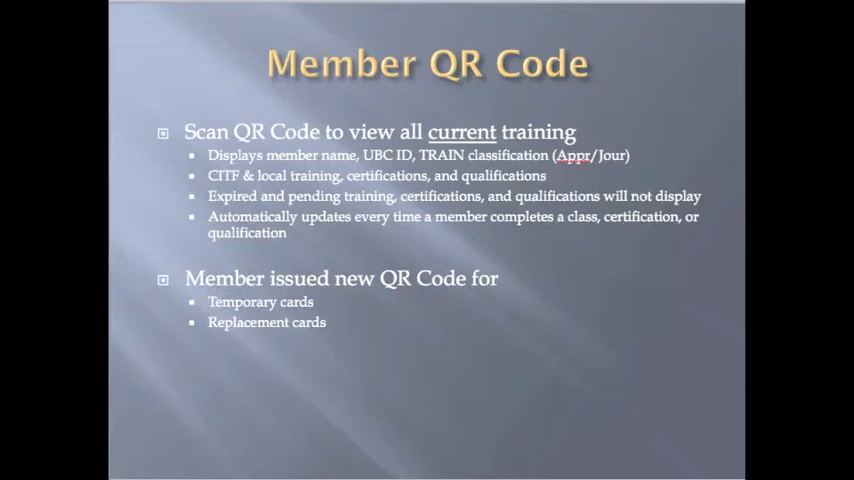 Member QR Code
Scan QR Code to view all current training
Displays member name, UBC ID, TRAIN classification (Appr/Jour)
CITF & local training, certifications, and qualifications
Expired and pending training, certifications, and qualifications will not display
Automatically updates every time a member completes a class, certification, or
qualification
Member issued new QR Code for
Temporary cards
Replacement cards